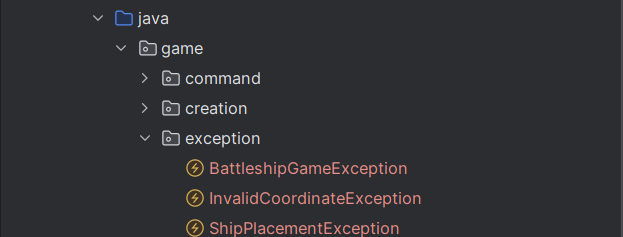 java
game
command
creation
exception
BattleshipGameException
InvalidCoordinateException
ShipPlacementException